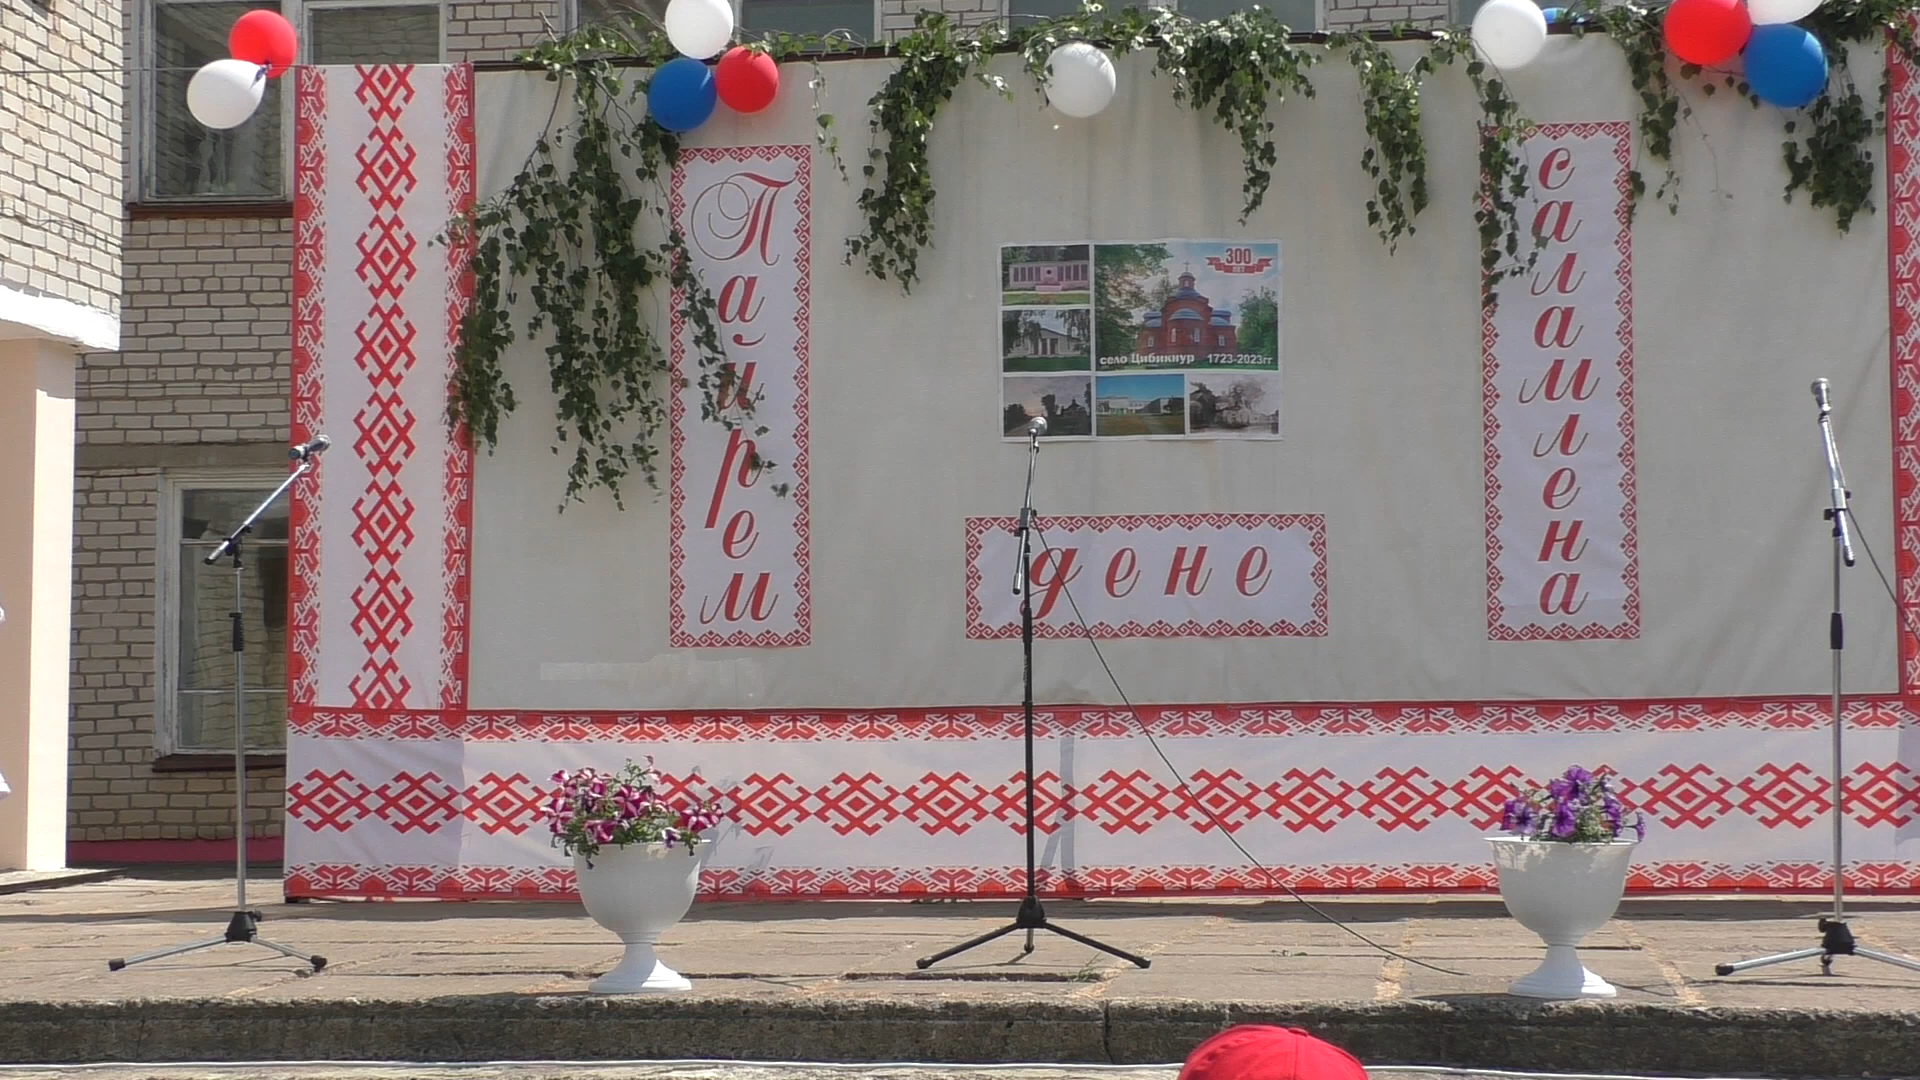 Пайрем
дене
саламлена
300
ЛЕТ
село Цибикнур 1723-2023гг